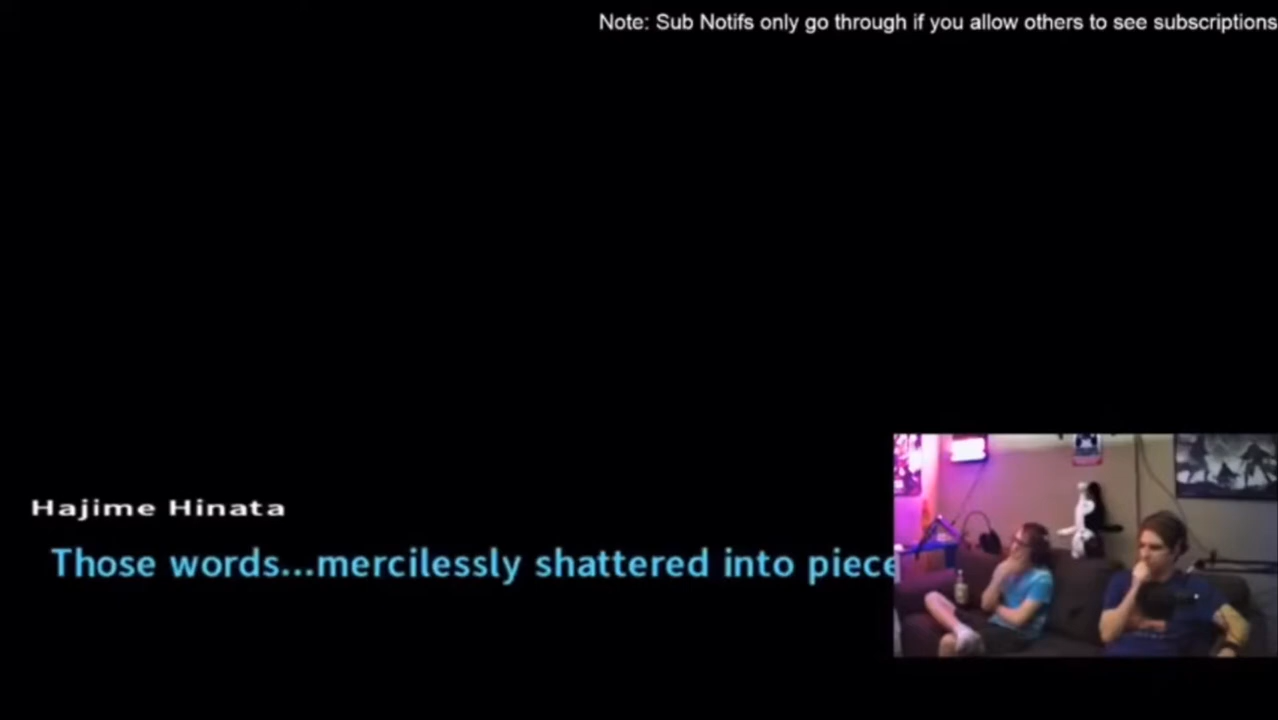 Note: Sub Notifs only go through if you allow others to see subscriptions
Hajime Hinata
Those words...mercilessly shattered into piece